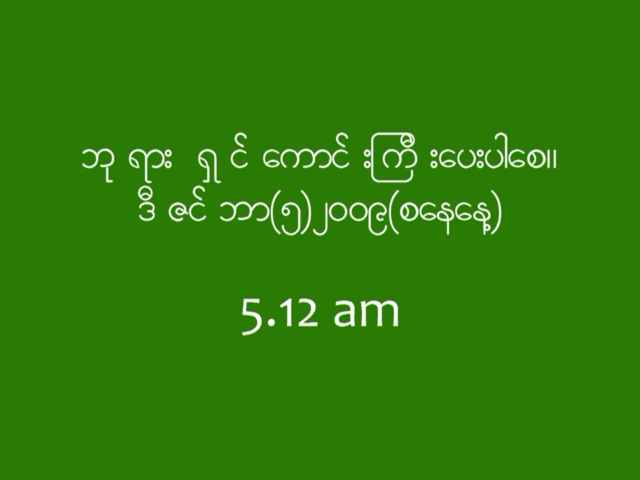 ဘုရားရှင်ကောင်းကြီးပေးပါစေ။
ဒီဇင်ဘာ(၅)၂၀၀၉(စနေနေ့)
5.12 am